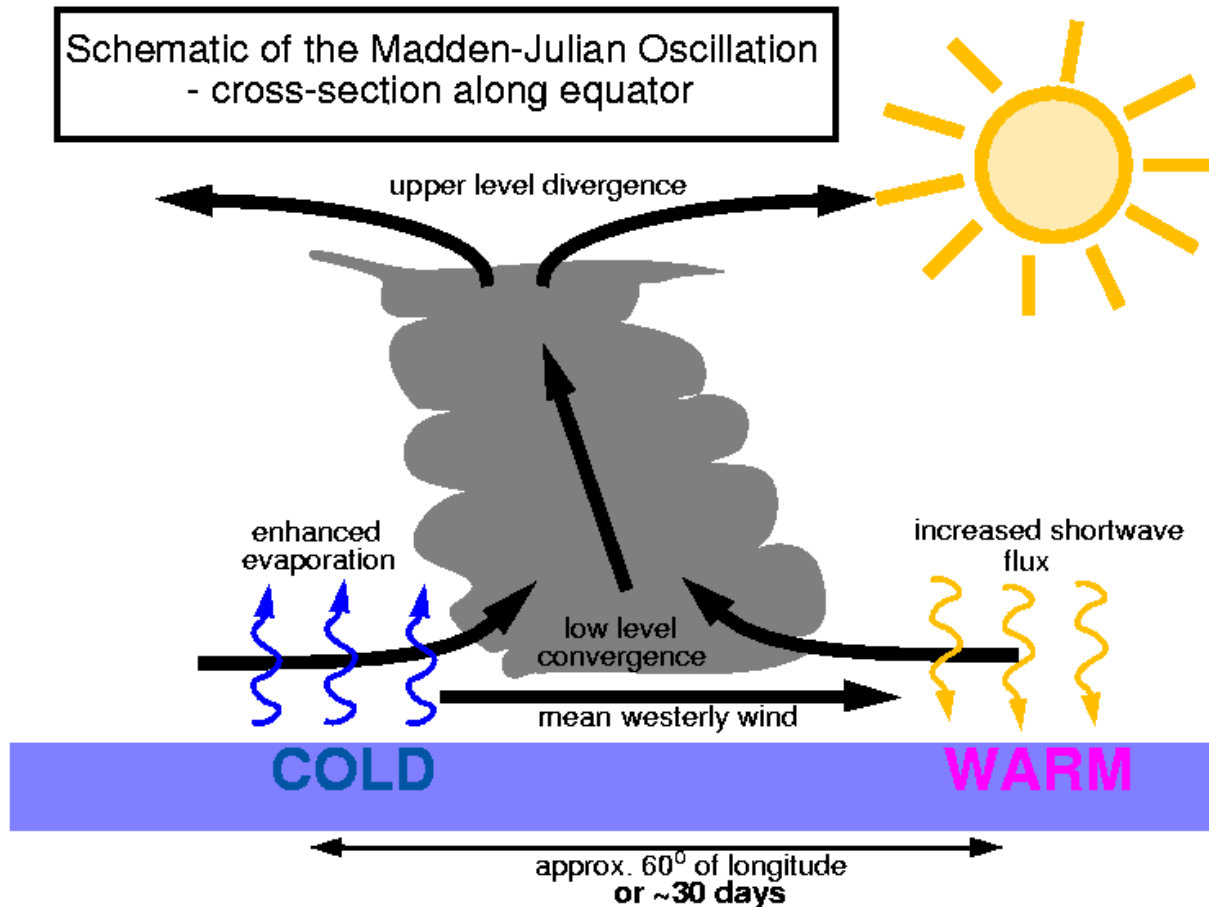 Schematic of the Madden-Julian Oscillation
- cross-section along equator
upper level divergence
enhanced
evaporation
increased shortwave
flux
low level
convergence
mean westerly wind
COLD
WARM
approx. 60⁰ of longitude
or ~30 days